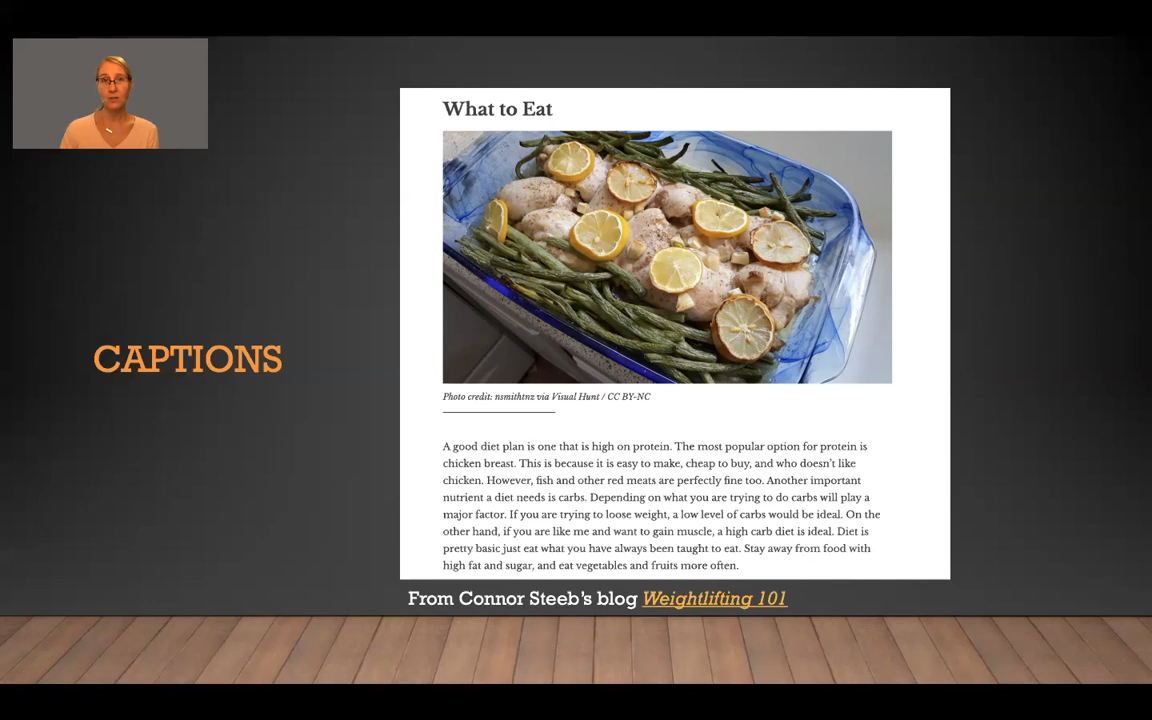 What to Eat
CAPTIONS
Photo credit: nsmithtnz via Visual Hunt / CC BY-NC
A good diet plan is one that is high on protein. The most popular option for protein is
chicken breast. This is because it is easy to make, cheap to buy, and who doesn't like
chicken. However, fish and other red meats are perfectly fine too. Another important
nutrient a diet needs is carbs. Depending on what you are trying to do carbs will play a
major factor. If you are trying to loose weight, a low level of carbs would be ideal. On the
other hand, if you are like me and want to gain muscle, a high carb diet is ideal. Diet is
pretty basic just eat what you have always been taught to eat. Stay away from food with
high fat and sugar, and eat vegetables and fruits more often.
From Connor Steeb's blog Weightlifting 101